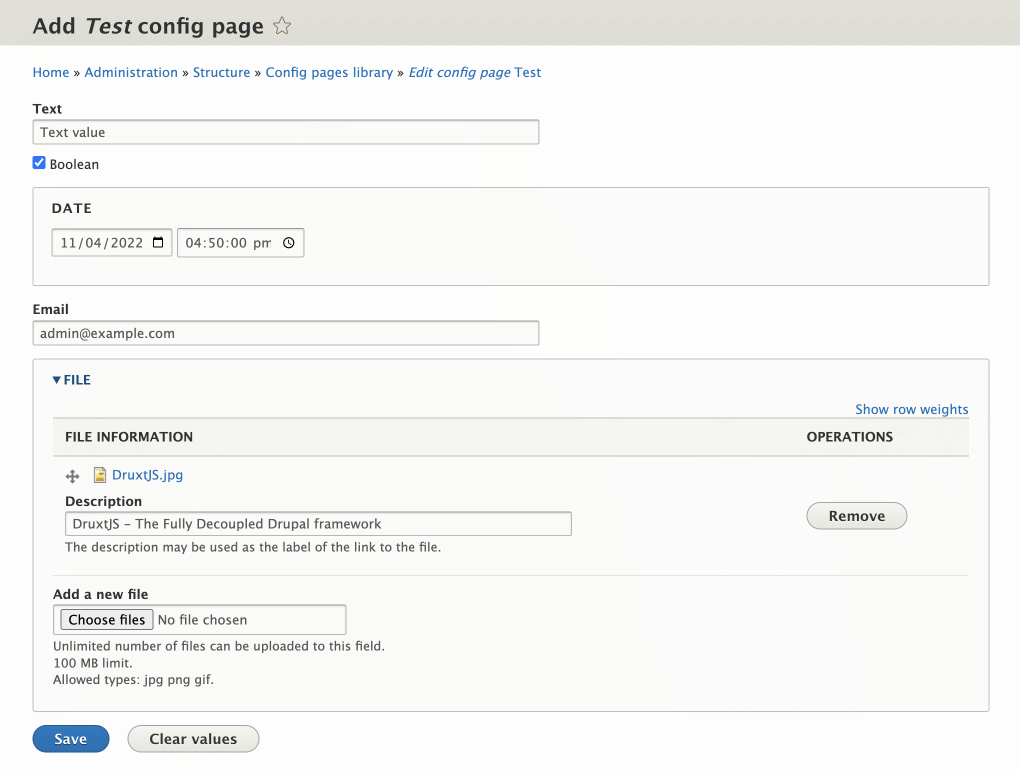 Add Test config page
Home » Administration » Structure » Config pages library » Edit config page Test
Text
Text value
Boolean
DATE
11/04/2022 04:50:00 pm
Email
admin@example.com
FILE
Show row weights
FILE INFORMATION OPERATIONS
DruxtJS.jpg
Description
DruxtJS – The Fully Decoupled Drupal framework
Remove
The description may be used as the label of the link to the file.
Add a new file
Choose files No file chosen
Unlimited number of files can be uploaded to this field.
100 MB limit.
Allowed types: jpg png gif.
Save Clear values